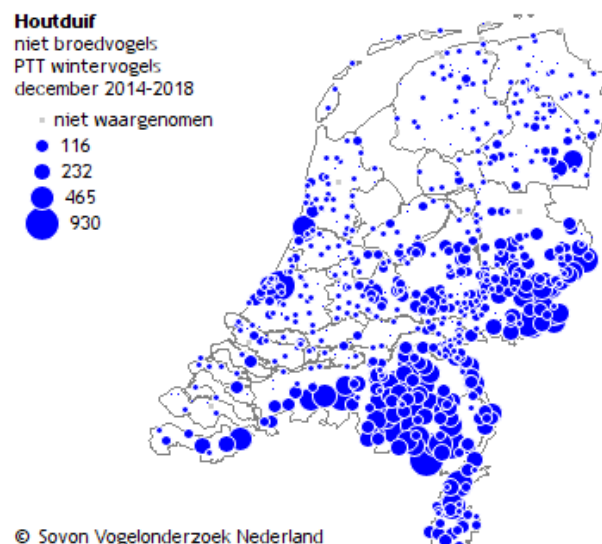 Houtduif
niet broedvogels
PTT wintervogels
december 2014-2018
niet waargenomen
116
232
465
930
© Sovon Vogelonderzoek Nederland